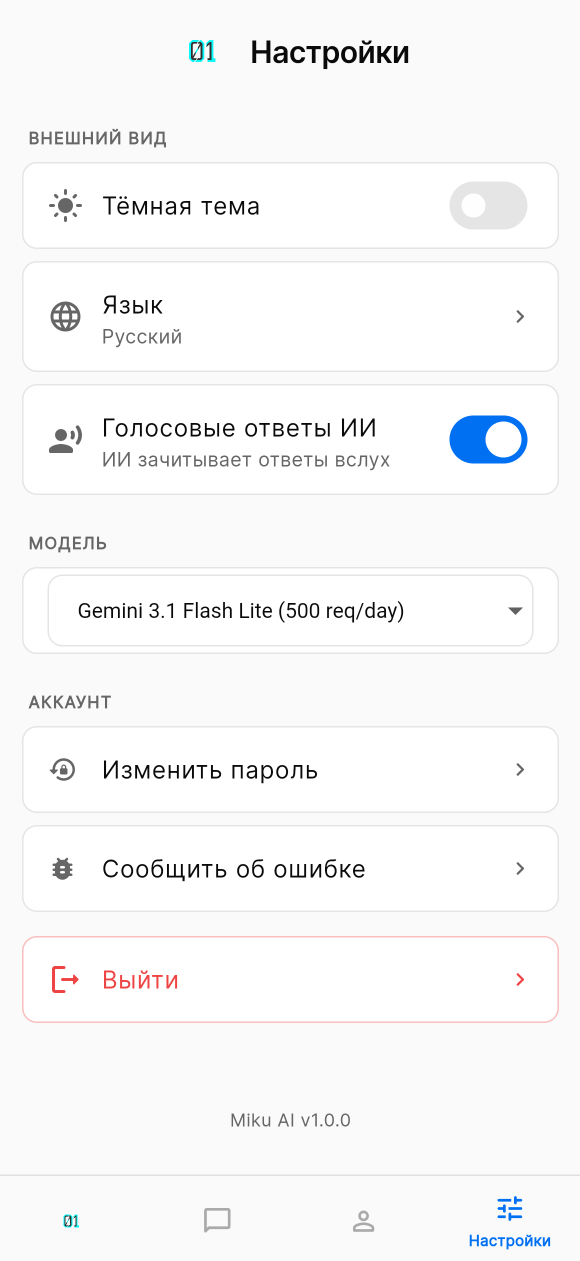 01 Настройки
ВНЕШНИЙ ВИД
Тёмная тема
Язык
Русский
Голосовые ответы ИИ
ИИ зачитывает ответы вслух
МОДЕЛЬ
Gemini 3.1 Flash Lite (500 req/day)
АККАУНТ
Изменить пароль
Сообщить об ошибке
Выйти
Miku AI v1.0.0
01
Настройки